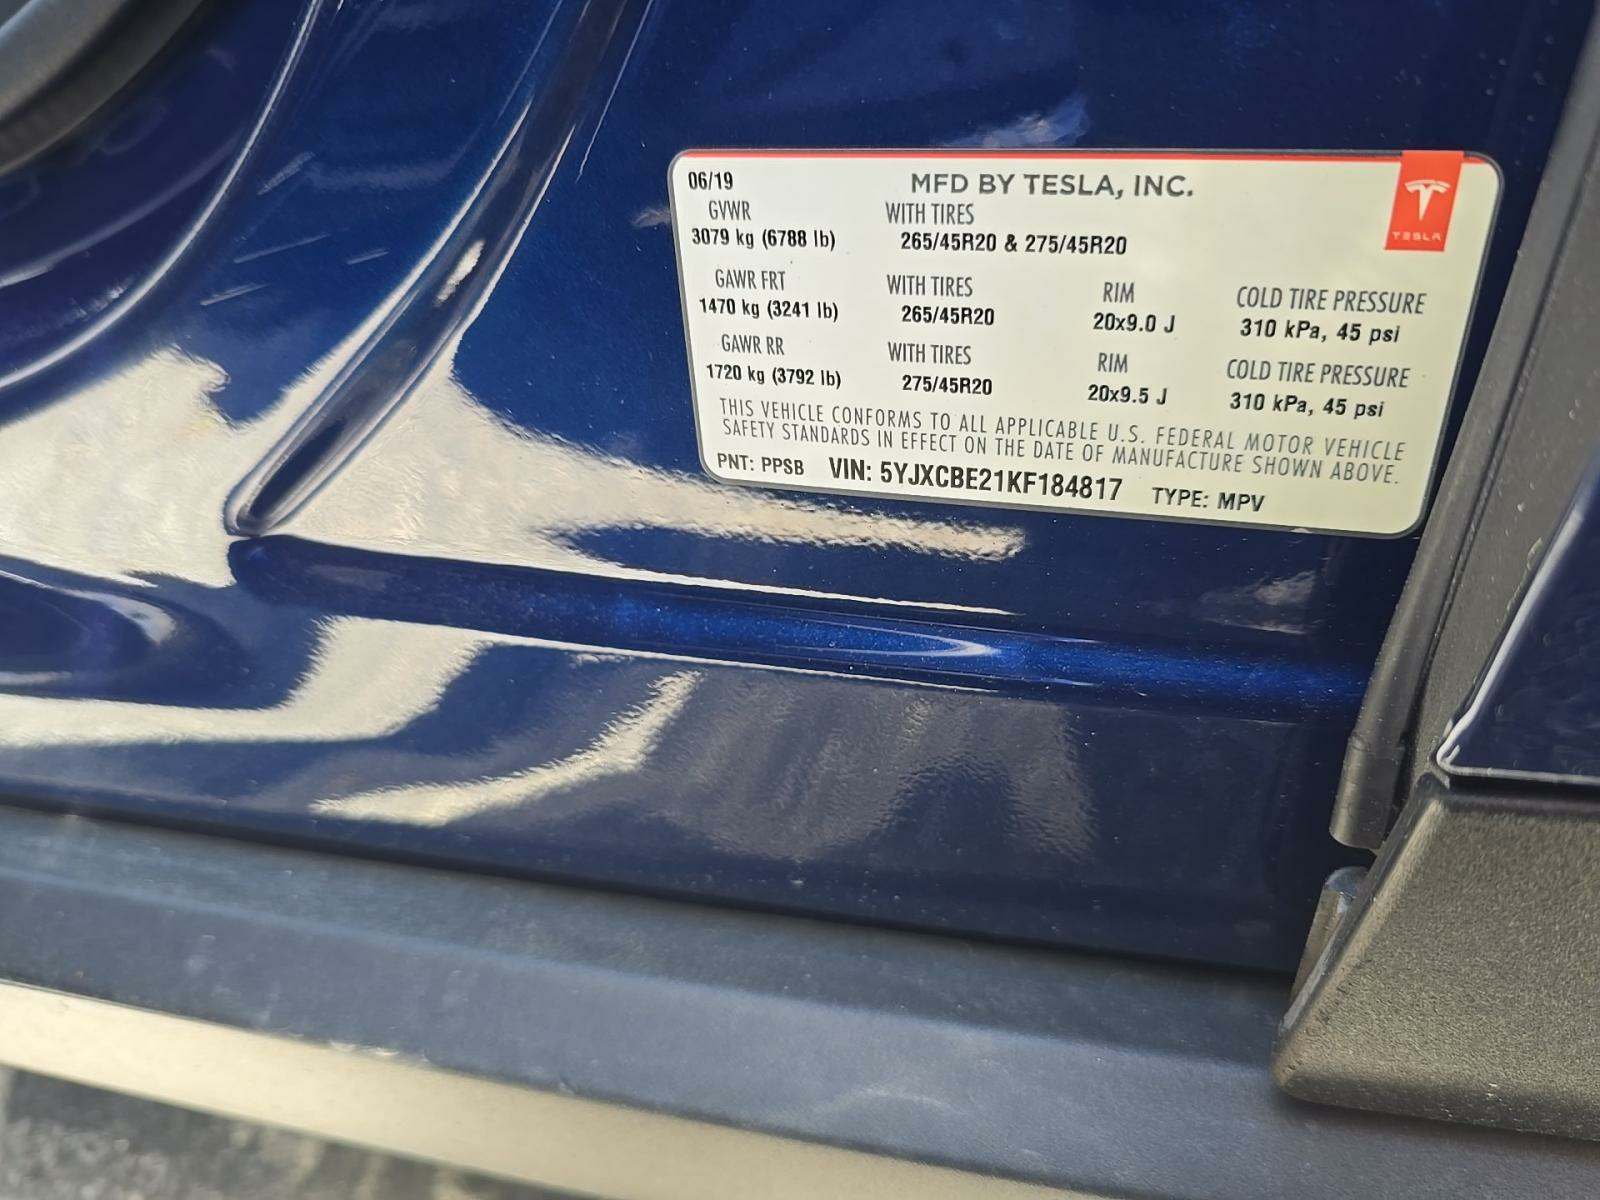 06/19 MFD BY TESLA, INC.
TESLA
GVWR WITH TIRES
3079 kg (6788 lb) 265/45R20 & 275/45R20
GAWR FRT WITH TIRES RIM COLD TIRE PRESSURE
1470 kg (3241 lb) 265/45R20 20x9.0 J 310 kPa, 45 psi
GAWR RR WITH TIRES RIM COLD TIRE PRESSURE
1720 kg (3792 lb) 275/45R20 20x9.5 J 310 kPa, 45 psi
THIS VEHICLE CONFORMS TO ALL APPLICABLE U.S. FEDERAL MOTOR VEHICLE
SAFETY STANDARDS IN EFFECT ON THE DATE OF MANUFACTURE SHOWN ABOVE.
PNT: PPSB VIN: 5YJXCBE21KF184817 TYPE: MPV